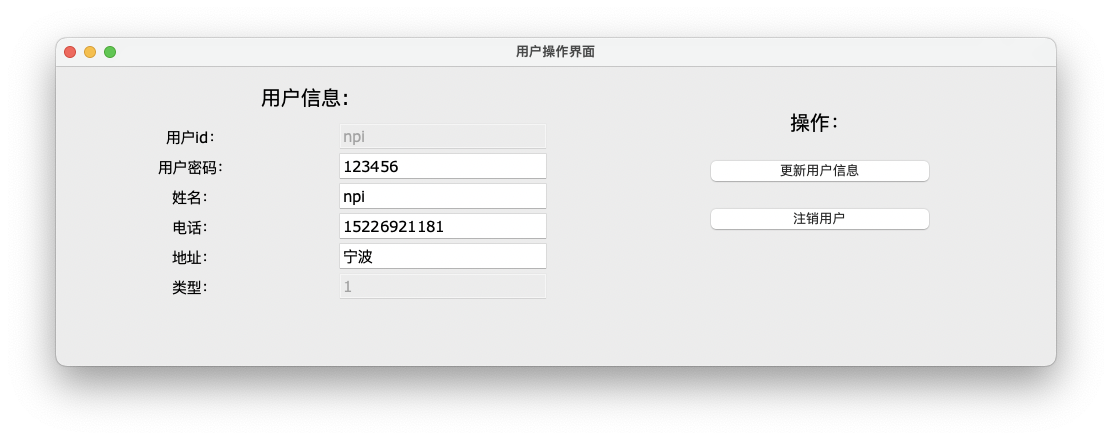 用户操作界面
用户信息:
用户id: npi
用户密码: 123456
姓名: npi
电话: 15226921181
地址: 宁波
类型: 1
操作:
更新用户信息
注销用户